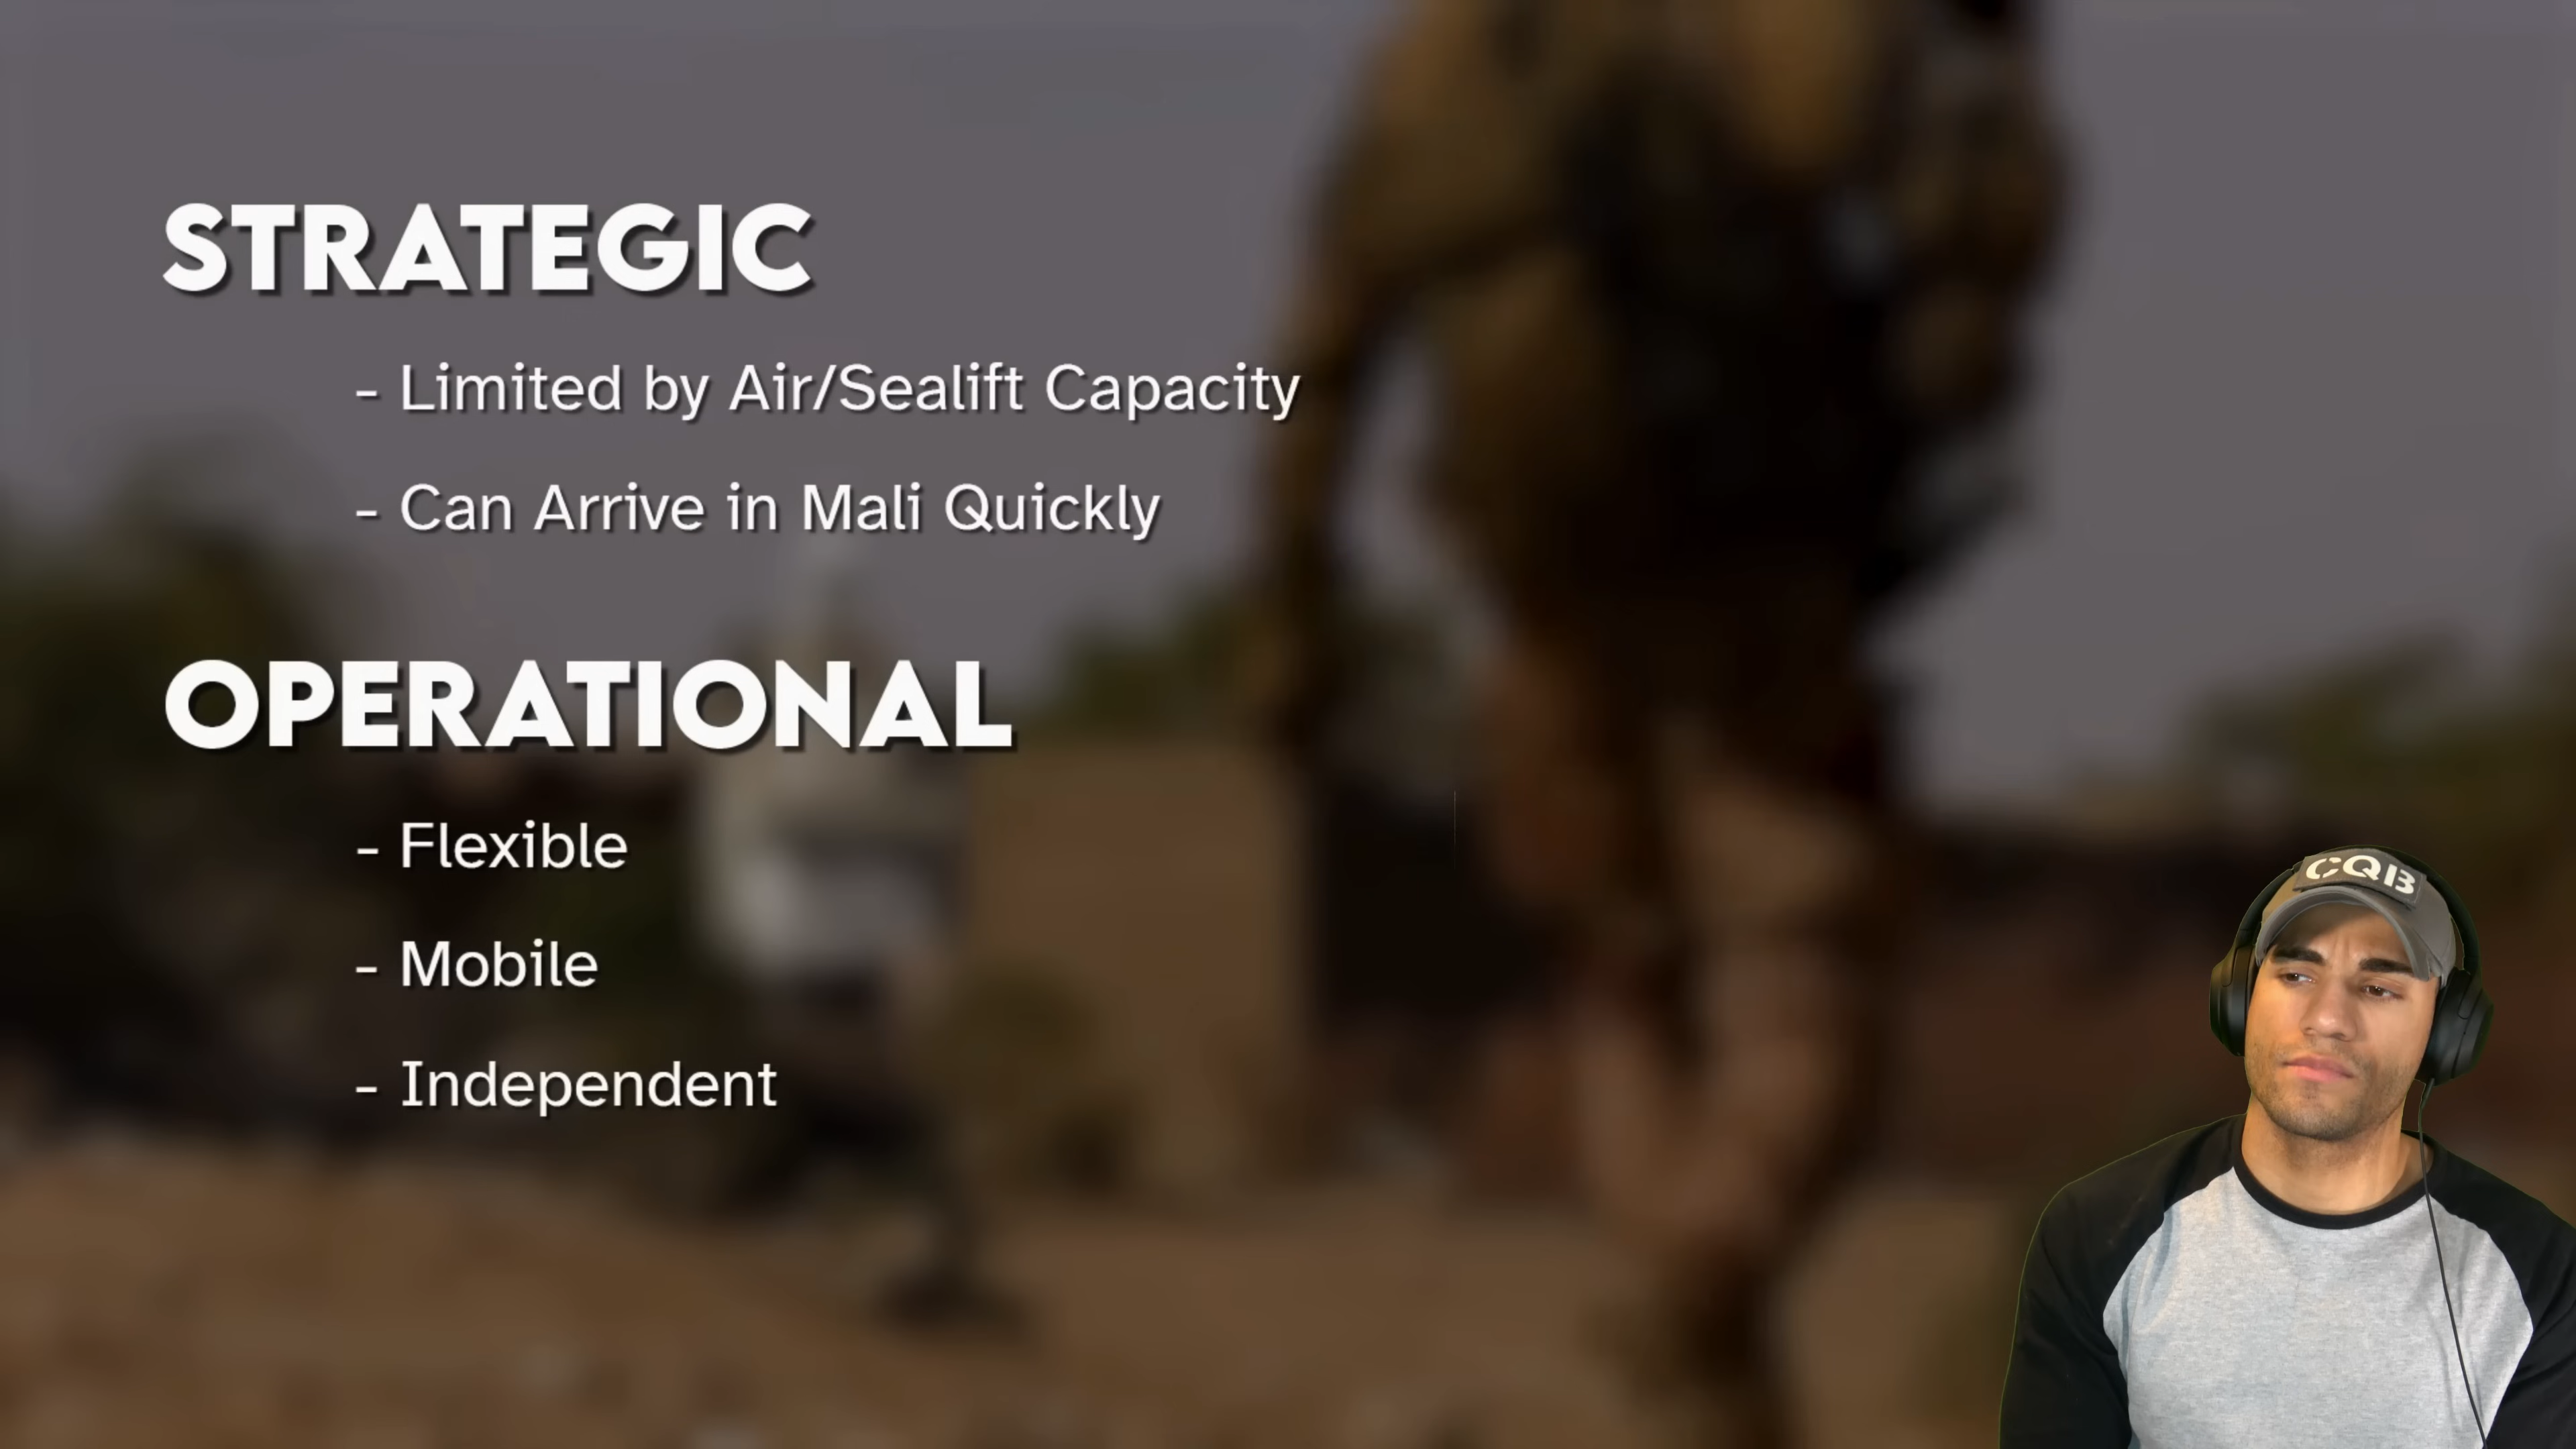 STRATEGIC
- Limited by Air/Sealift Capacity
- Can Arrive in Mali Quickly
OPERATIONAL
- Flexible
- Mobile
- Independent
CQB